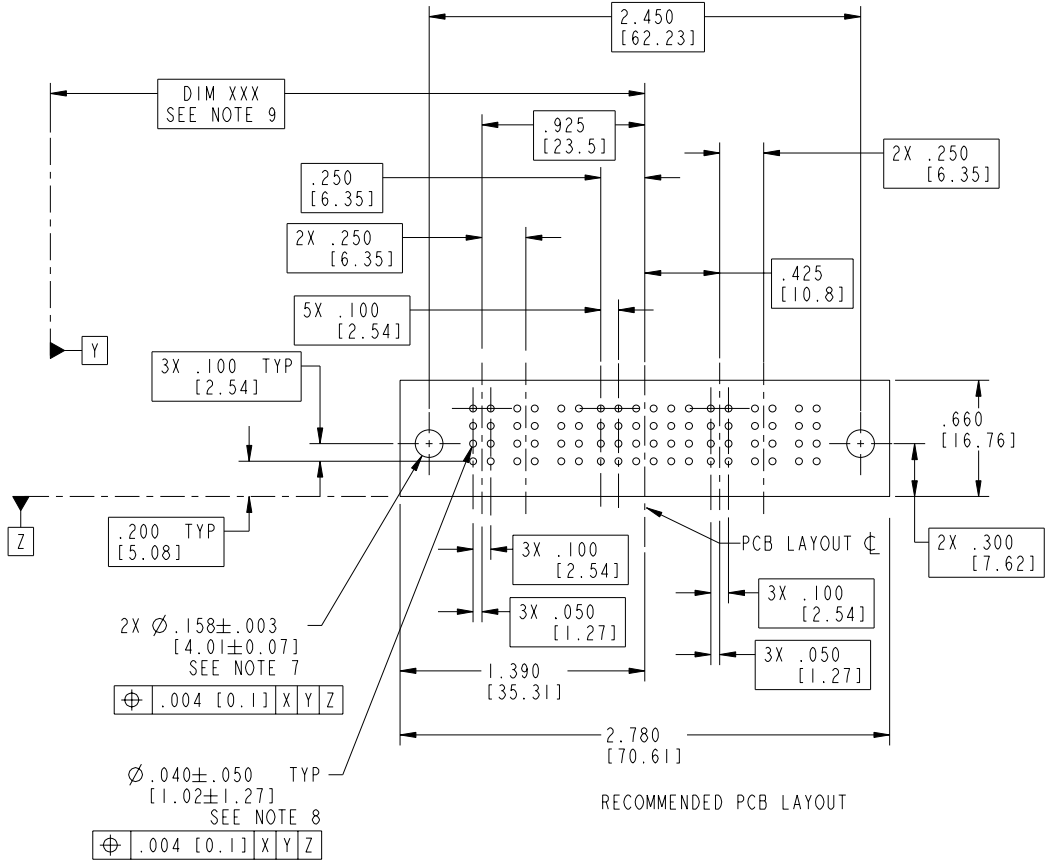 2.450
[62.23]
DIM XXX
SEE NOTE 9
.925
[23.5]
2X .250
[6.35]
.250
[6.35]
2X .250
[6.35]
.425
[10.8]
5X .100
[2.54]
Y
3X .100 TYP
[2.54]
.660
[16.76]
Z
.200 TYP
[5.08]
PCB LAYOUT ℄
2X .300
[7.62]
3X .100
[2.54]
3X .100
[2.54]
3X .050
[1.27]
2X Ø.158±.003
[4.01±0.07]
SEE NOTE 7
⌖ .004 [0.1] X Y Z
3X .050
[1.27]
1.390
[35.31]
2.780
[70.61]
Ø.040±.050 TYP
[1.02±1.27]
SEE NOTE 8
⌖ .004 [0.1] X Y Z
RECOMMENDED PCB LAYOUT